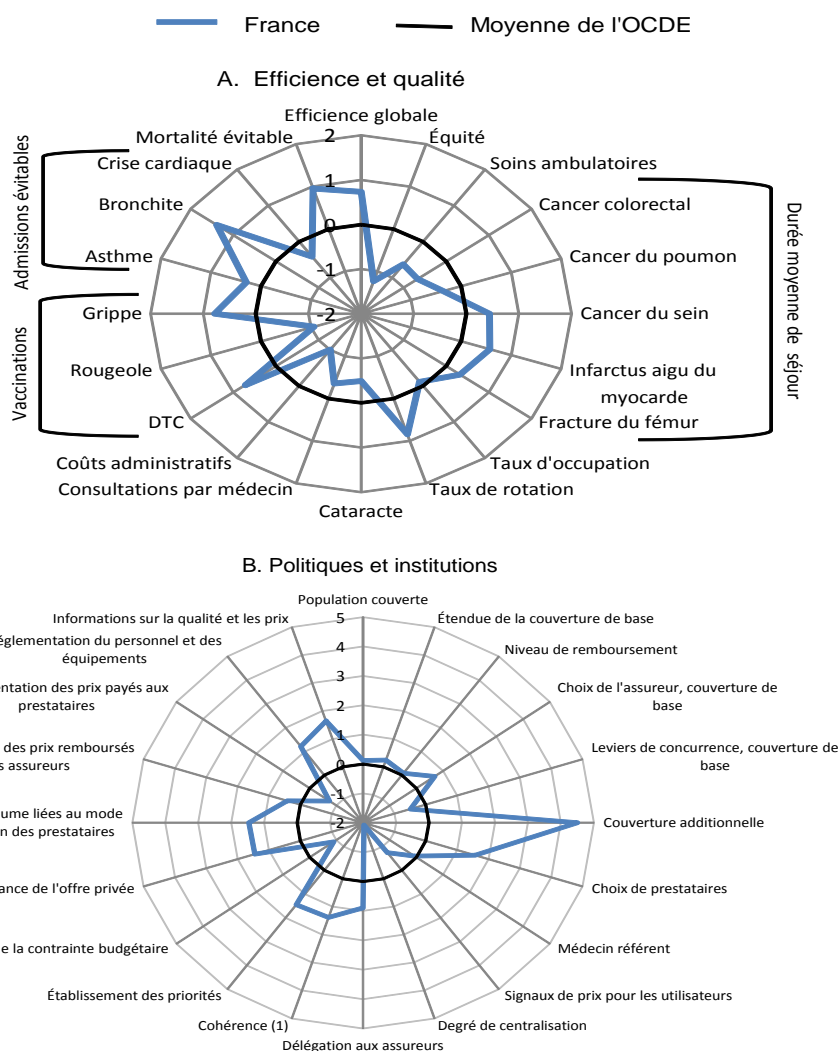 France
Moyenne de l'OCDE
A. Efficience et qualité
Efficience globale
Équité
Soins ambulatoires
Cancer colorectal
Cancer du poumon
Cancer du sein
Infarctus aigu du
myocarde
Fracture du fémur
Taux d'occupation
Taux de rotation
Cataracte
Consultations par médecin
Coûts administratifs
DTC
Rougeole
Grippe
Asthme
Bronchite
Crise cardiaque
Mortalité évitable
2
1
0
-1
-2
Admissions évitables
Vaccinations
Durée moyenne de séjour
B. Politiques et institutions
Population couverte
Étendue de la couverture de base
Niveau de remboursement
Choix de l'assureur, couverture de
base
Leviers de concurrence, couverture de
base
Couverture additionnelle
Choix de prestataires
Médecin référent
Signaux de prix pour les utilisateurs
Degré de centralisation
Délégation aux assureurs
Cohérence (1)
Établissement des priorités
la contrainte budgétaire
de l'offre privée
liées au mode
des prestataires
des prix remboursés
assureurs
des prix payés aux
prestataires
du personnel et des
équipements
Informations sur la qualité et les prix
5
4
3
2
1
0
-1
-2